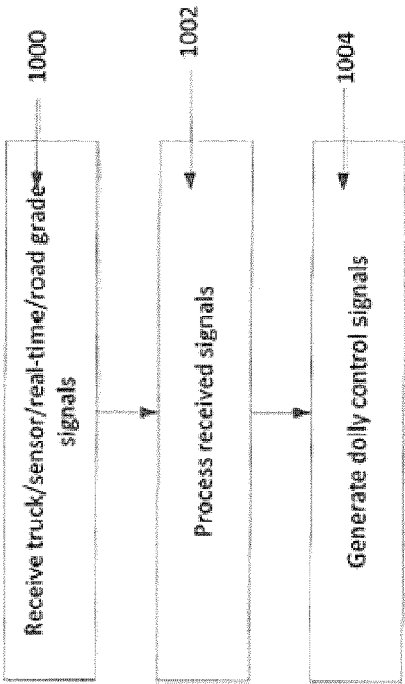 Receive truck/sensor/real-time/road grade
signals
1000
Process received signals
1002
Generate dolly control signals
1004